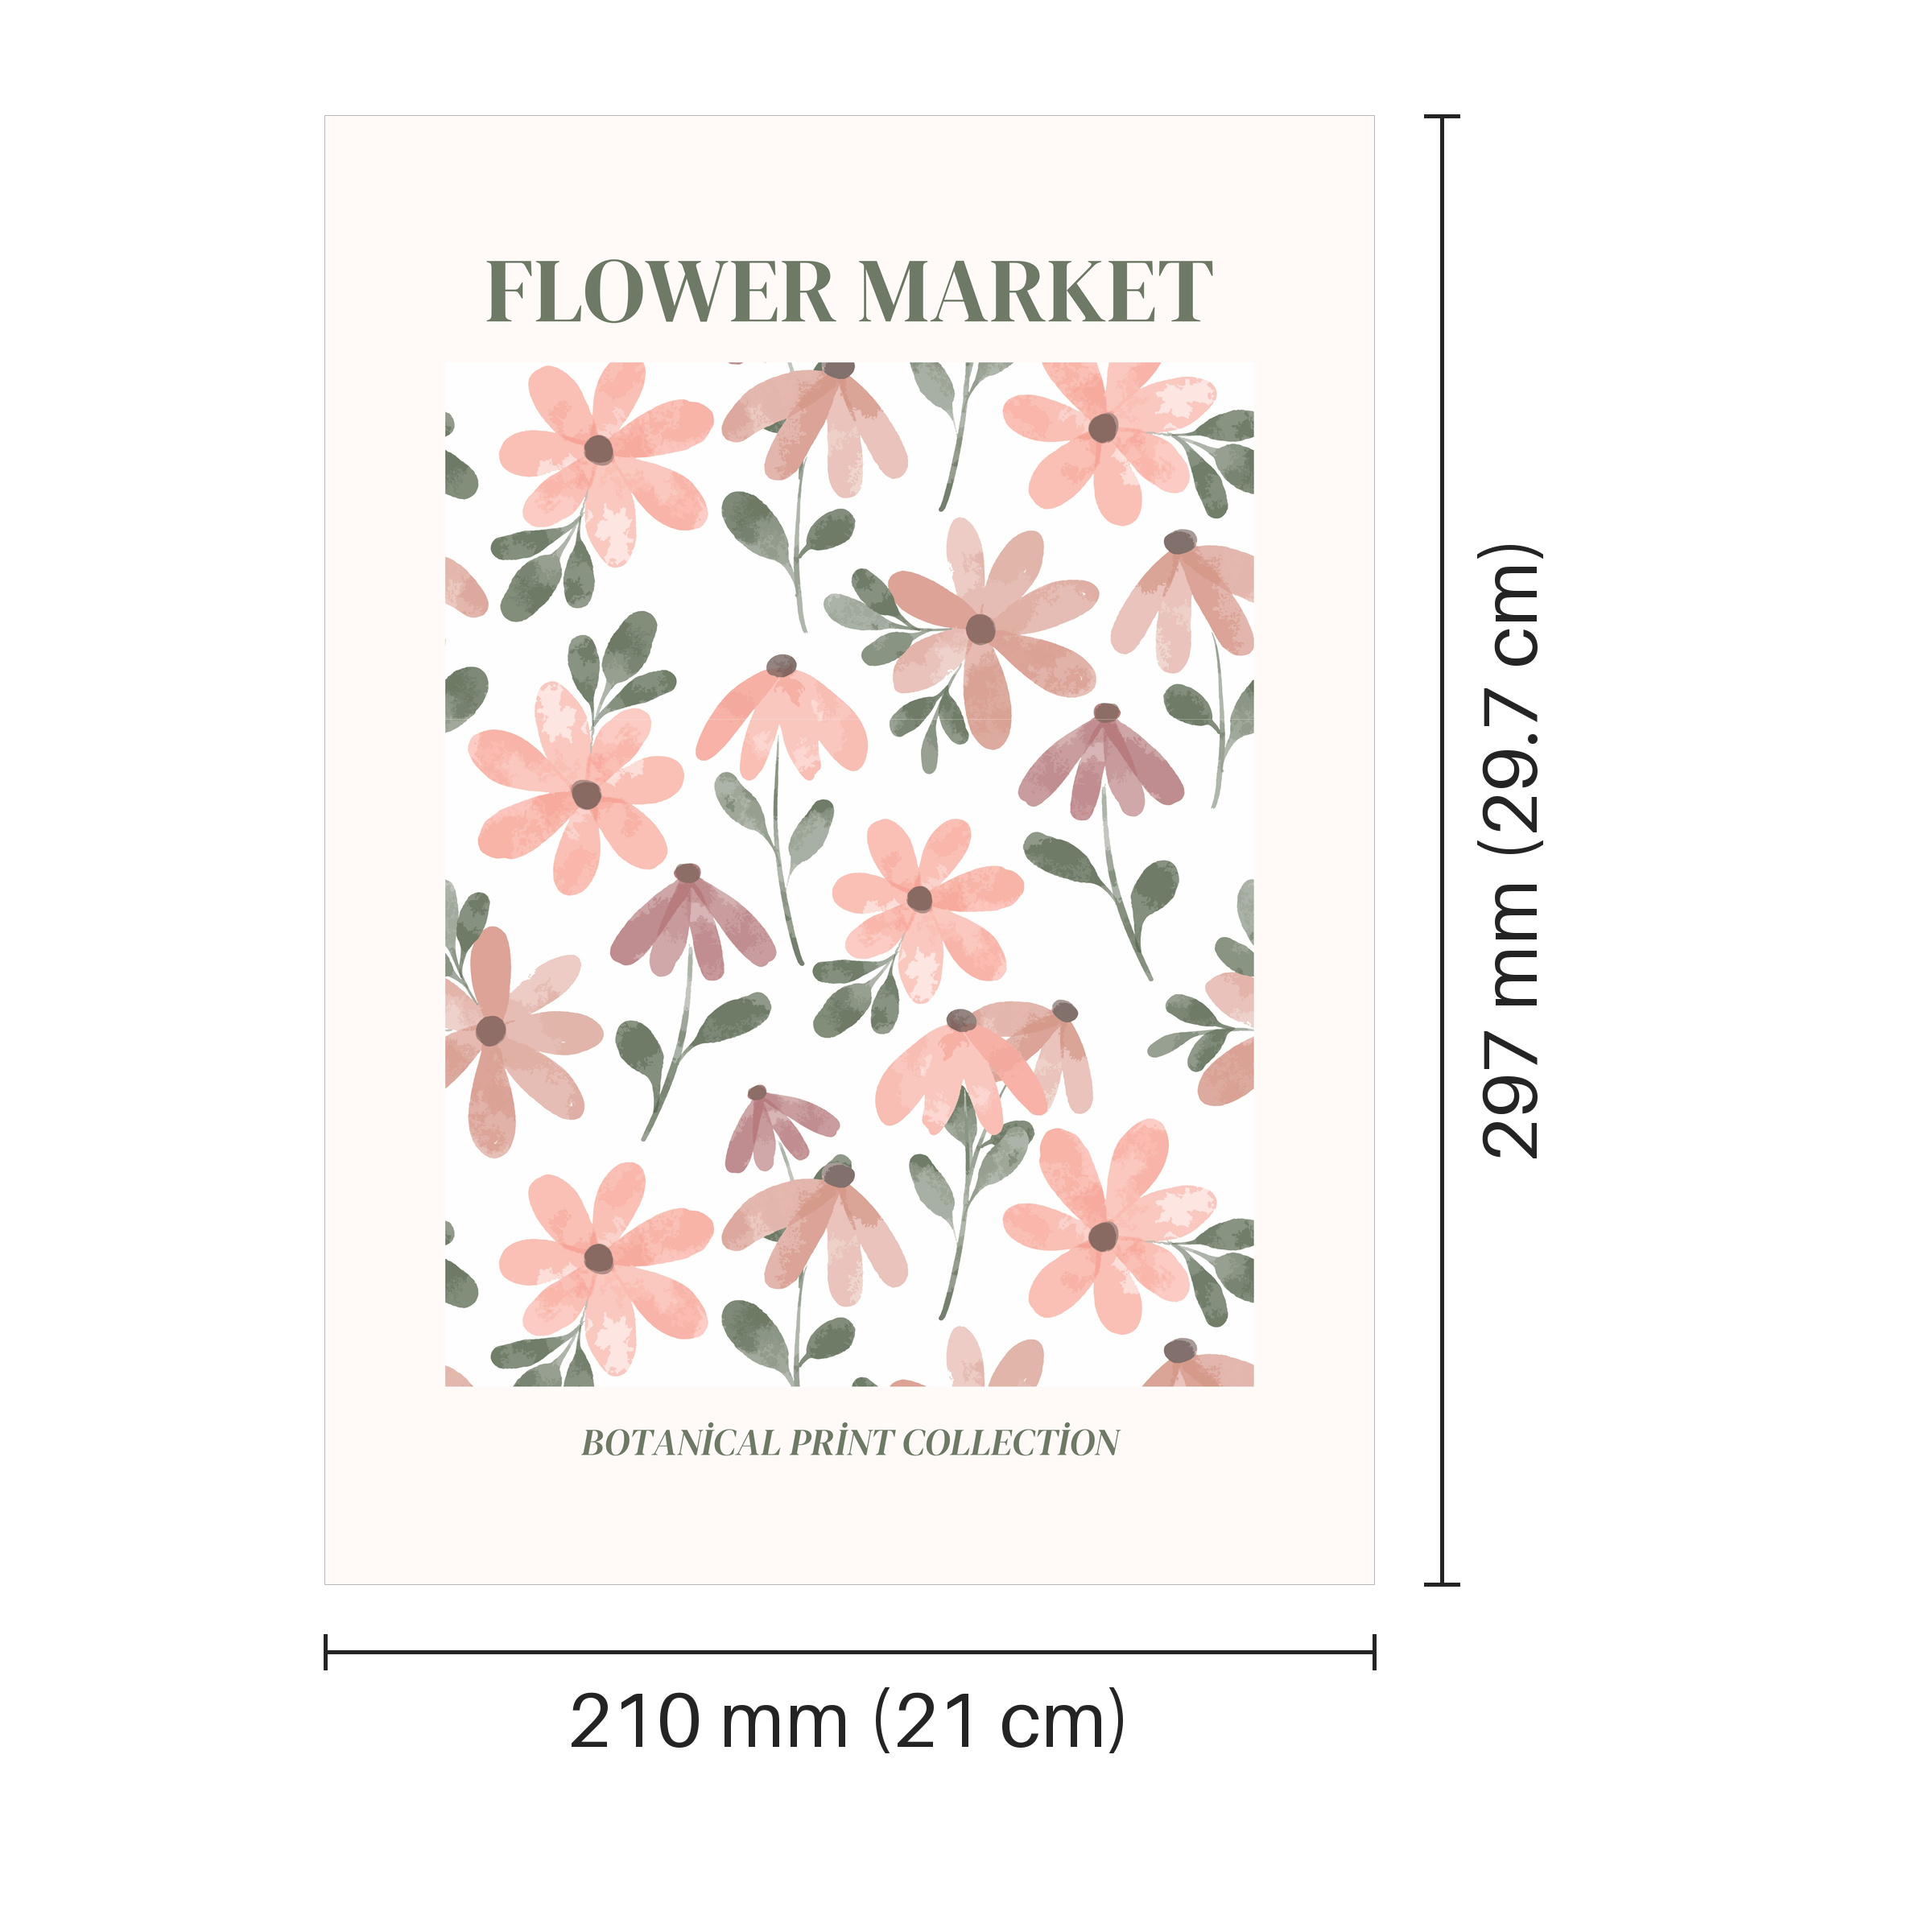 FLOWER MARKET
BOTANİCAL PRİNT COLLECTİON
297 mm (29.7 cm)
210 mm (21 cm)